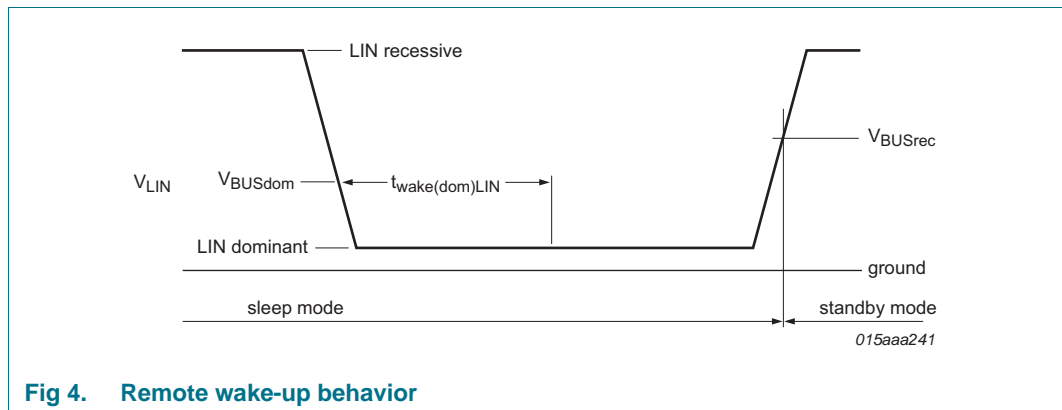 LIN recessive
V_BUSrec
V_LIN V_BUSdom t_wake(dom)LIN
LIN dominant
ground
sleep mode standby mode
015aaa241
Fig 4. Remote wake-up behavior